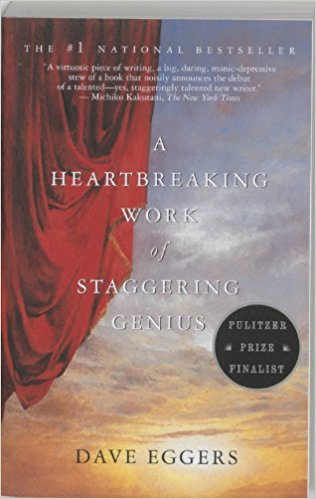 THE #1 NATIONAL BESTSELLER
"A virtuosic piece of writing, a big, daring, manic-depressive
stew of a book that noisily announces the debut
of a talented—yes, staggeringly talented new writer."
— Michiko Kakutani, The New York Times
A
HEARTBREAKING
WORK
of
STAGGERING
GENIUS
PULITZER
PRIZE
FINALIST
DAVE EGGERS